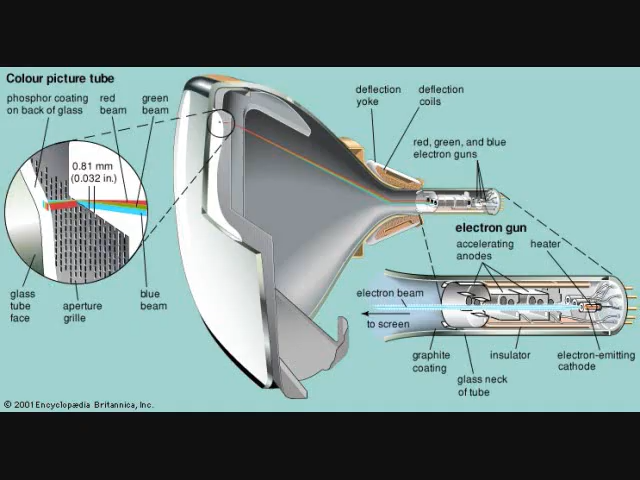 Colour picture tube
phosphor coating
on back of glass
red
beam
green
beam
0.81 mm
(0.032 in.)
glass
tube
face
aperture
grille
blue
beam
deflection
yoke
deflection
coils
red, green, and blue
electron guns
electron gun
accelerating
anodes
heater
electron beam
to screen
graphite
coating
insulator
glass neck
of tube
electron-emitting
cathode
© 2001 Encyclopædia Britannica, Inc.